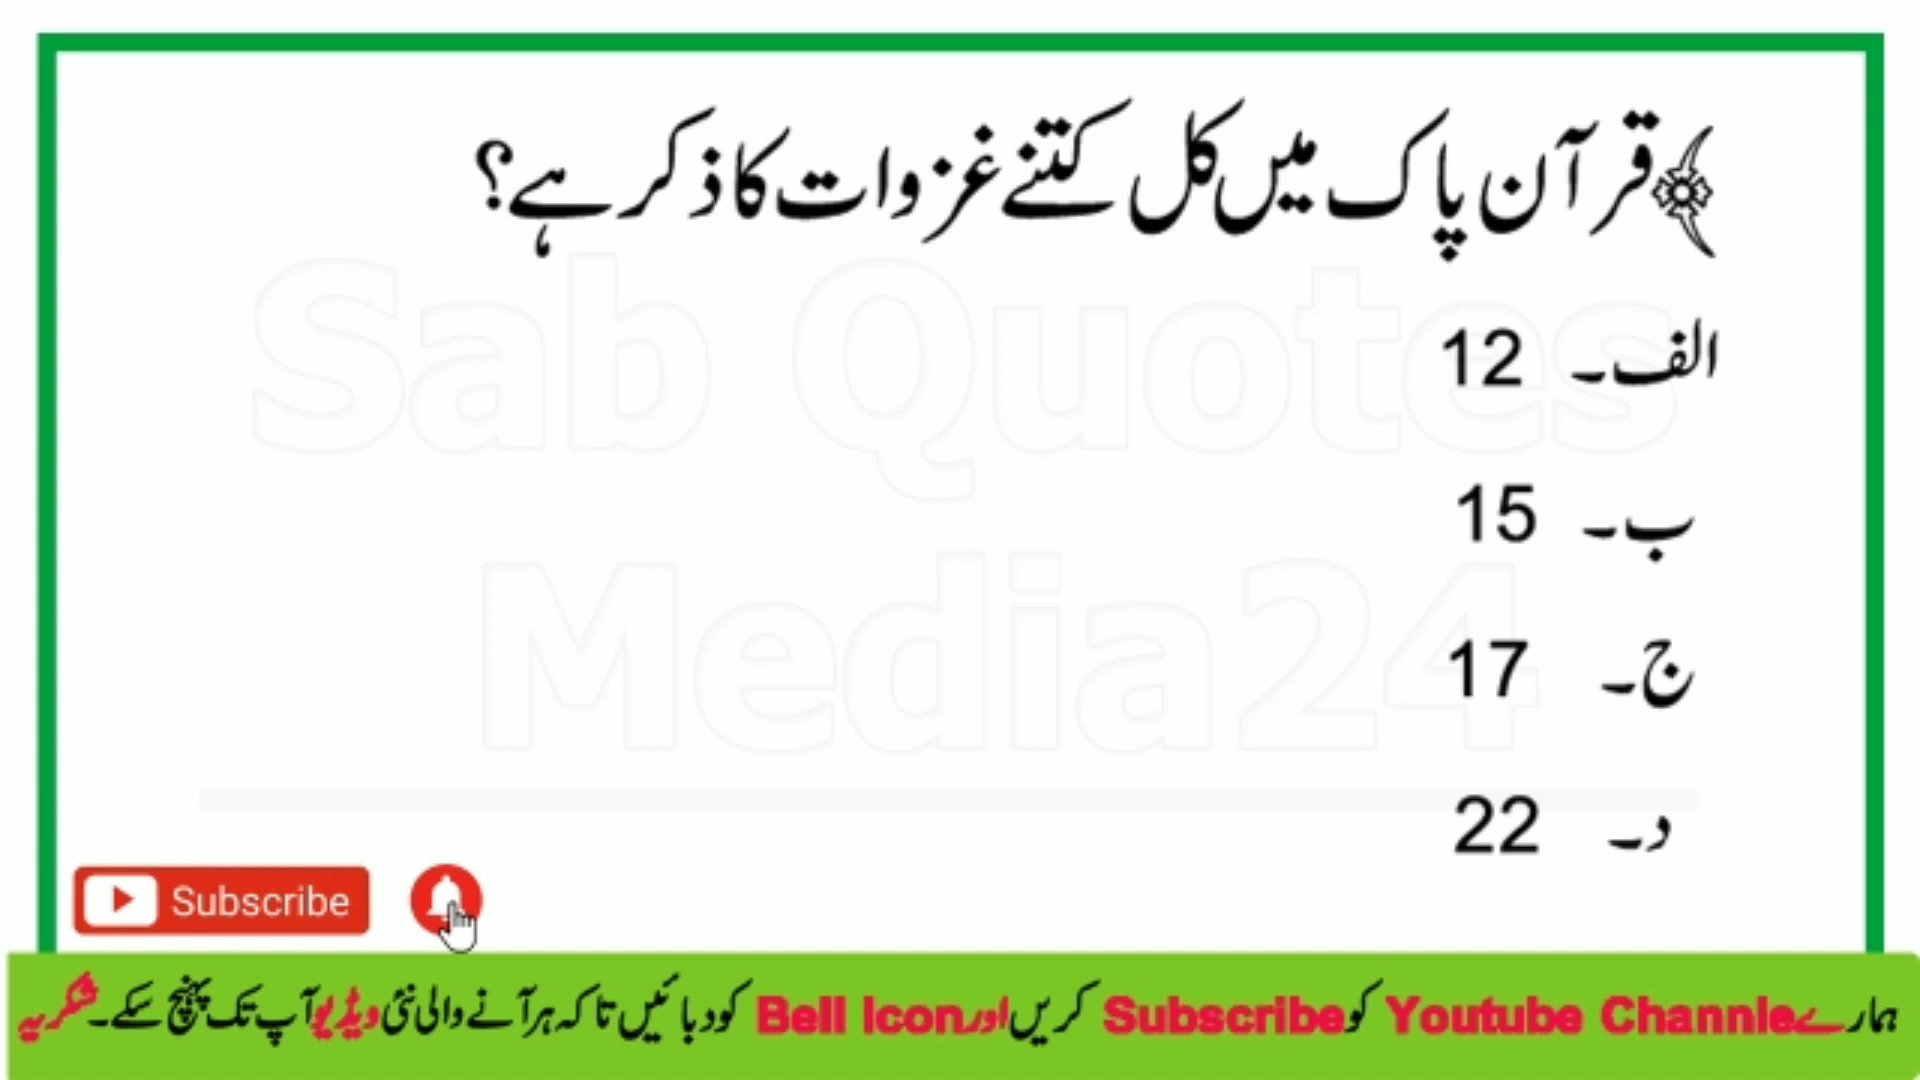 ﴿قرآن پاک میں کل کتنے غزوات کا ذکر ہے؟
الف۔ 12
ب۔ 15
ج۔ 17
د۔ 22
Sab Quotes
Media24
Subscribe
ہمارے Youtube Channle کو Subscribe کریں اور Bell Icon کو دبائیں تاکہ ہر آنے والی نئی ویڈیو آپ تک پہنچ سکے۔ شکریہ